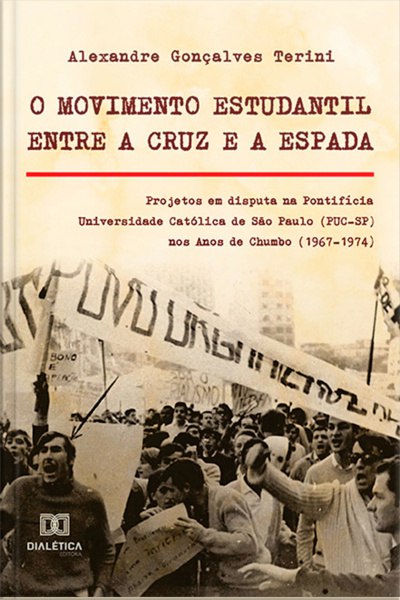 Alexandre Gonçalves Terini
O MOVIMENTO ESTUDANTIL
ENTRE A CRUZ E A ESPADA
Projetos em disputa na Pontifícia
Universidade Católica de São Paulo (PUC-SP)
nos Anos de Chumbo (1967-1974)
DIALÉTICA
EDITORA